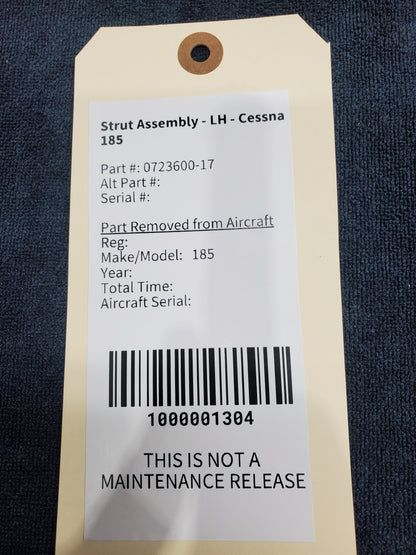 Strut Assembly - LH - Cessna
185
Part #: 0723600-17
Alt Part #:
Serial #:
Part Removed from Aircraft
Reg:
Make/Model: 185
Year:
Total Time:
Aircraft Serial:
1000001304
THIS IS NOT A
MAINTENANCE RELEASE